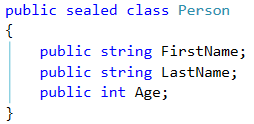 public sealed class Person
{
    public string FirstName;
    public string LastName;
    public int Age;
}